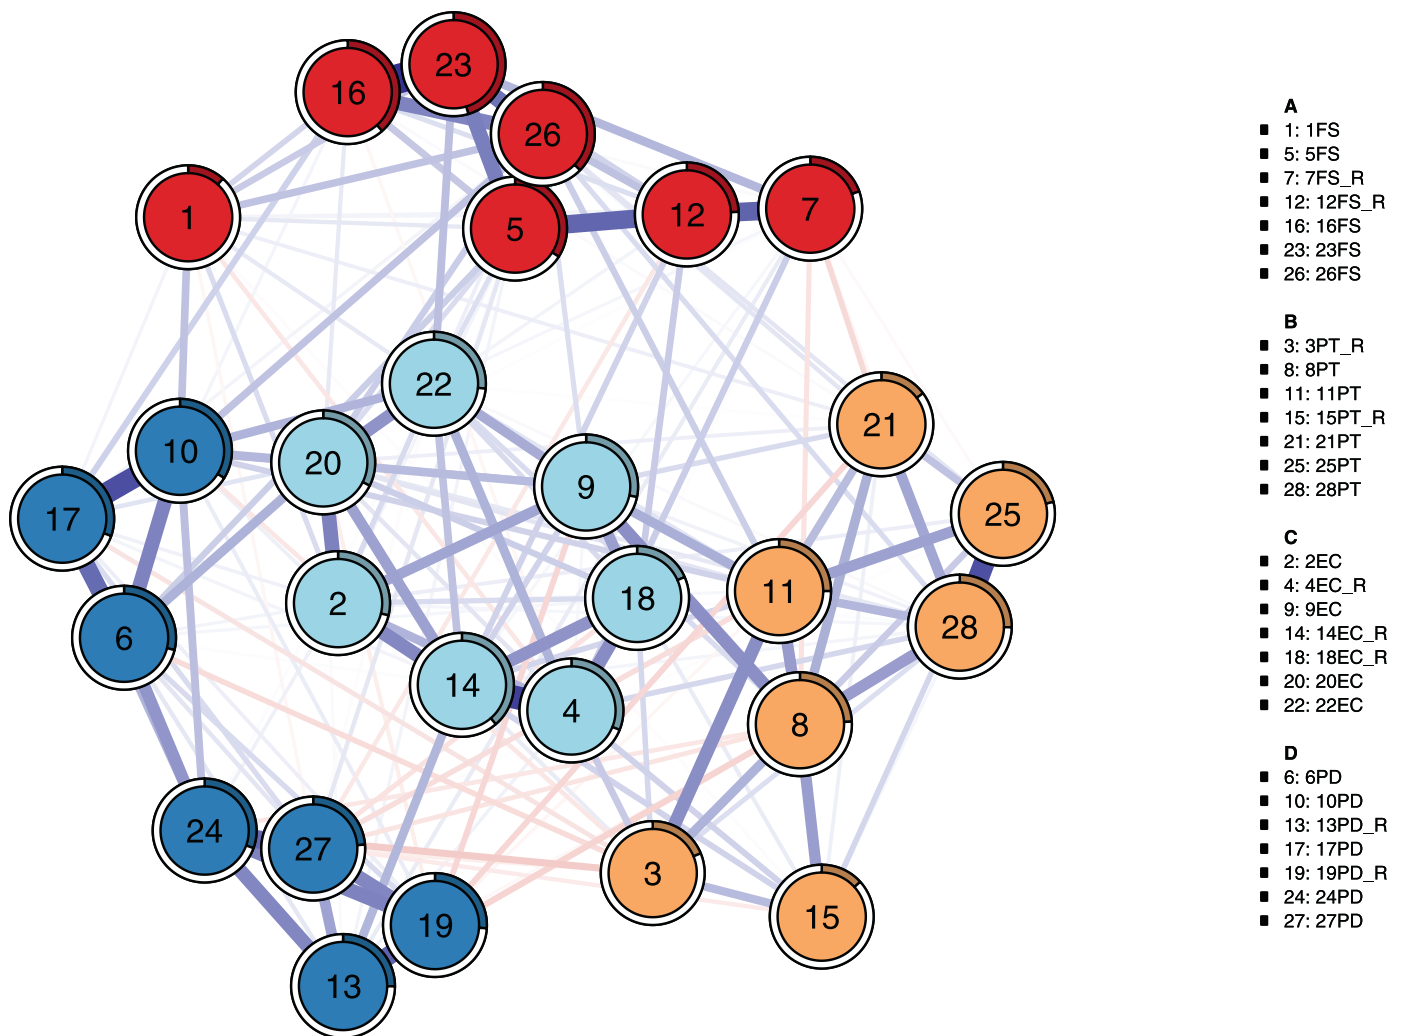 23
16
26
1
5
12
7
22
21
10
20
9
25
17
2
18
11
28
6
14
4
8
24
27
3
19
15
13
A
1: 1FS
5: 5FS
7: 7FS_R
12: 12FS_R
16: 16FS
23: 23FS
26: 26FS
B
3: 3PT_R
8: 8PT
11: 11PT
15: 15PT_R
21: 21PT
25: 25PT
28: 28PT
C
2: 2EC
4: 4EC_R
9: 9EC
14: 14EC_R
18: 18EC_R
20: 20EC
22: 22EC
D
6: 6PD
10: 10PD
13: 13PD_R
17: 17PD
19: 19PD_R
24: 24PD
27: 27PD